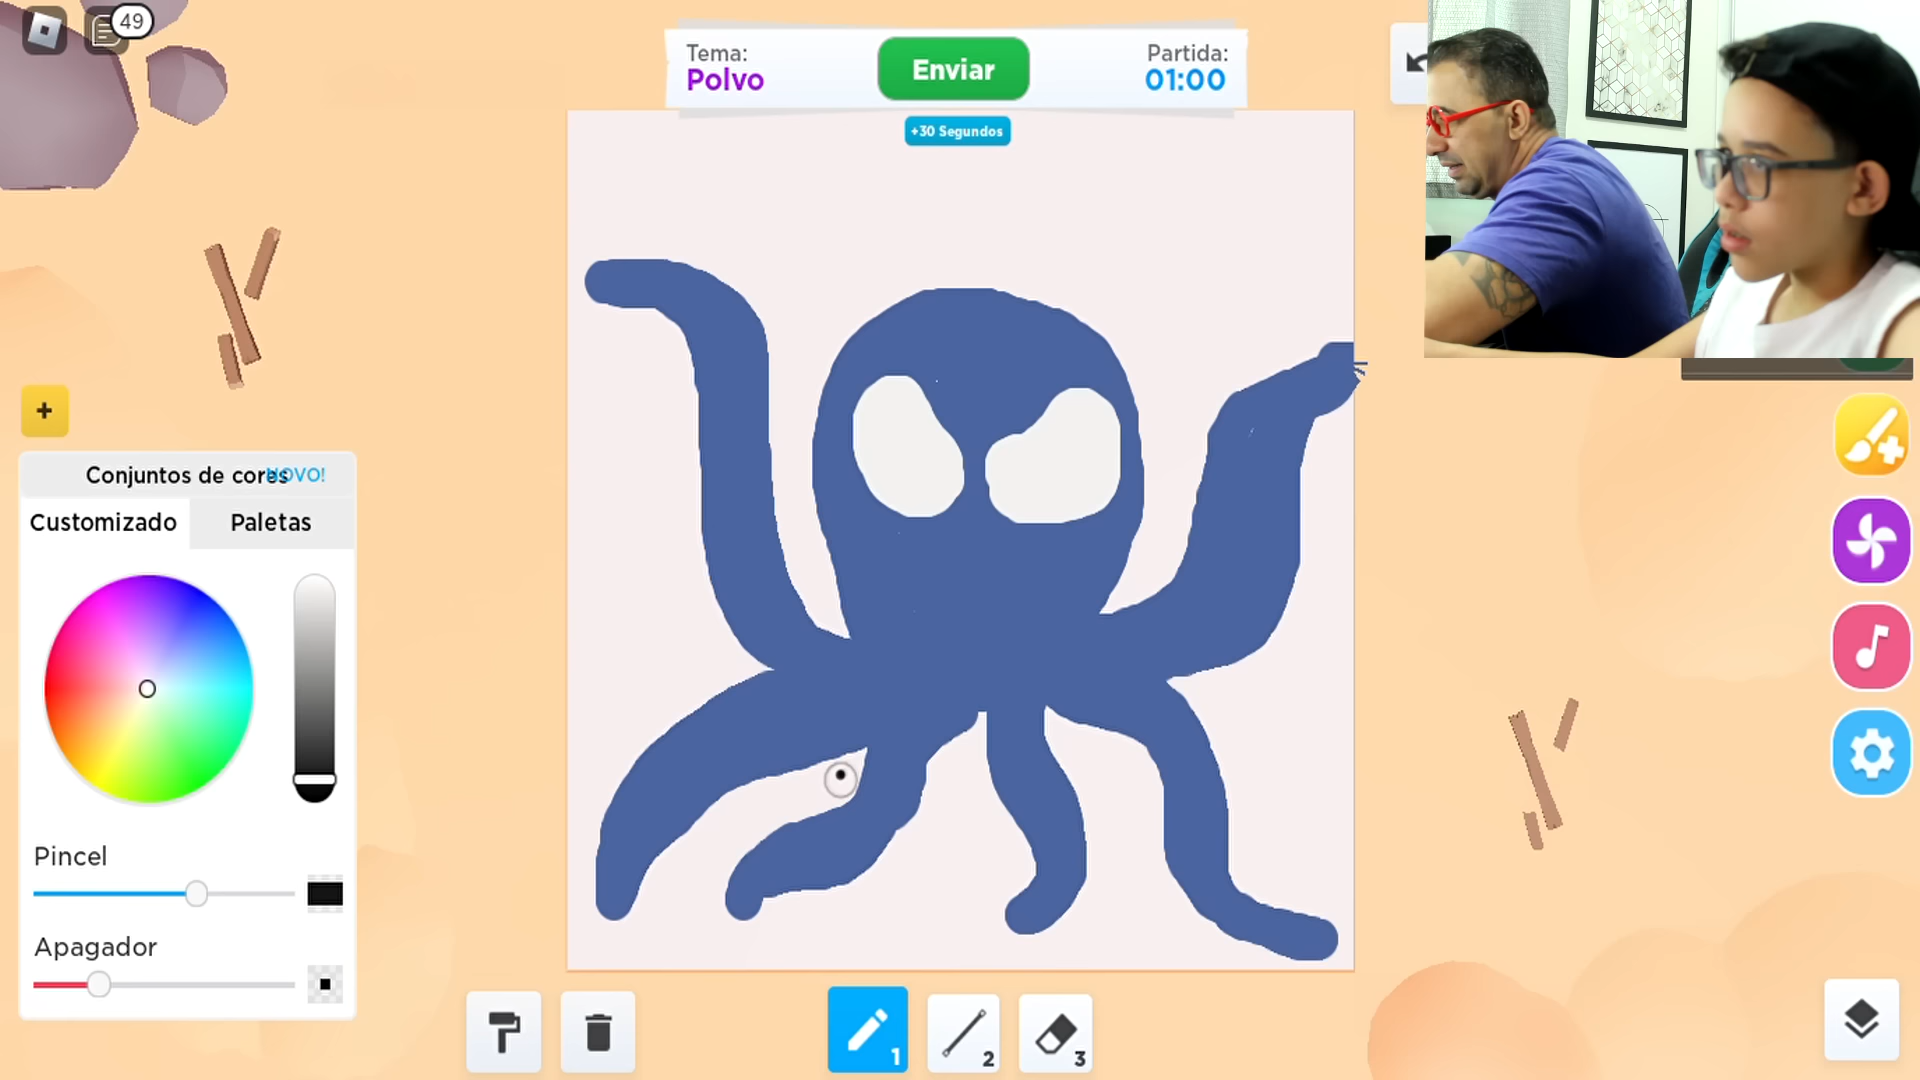 49
Tema:
Polvo
Enviar
Partida:
01:00
+30 Segundos
+
Conjuntos de cores
NOVO!
Customizado
Paletas
Pincel
Apagador
1
2
3